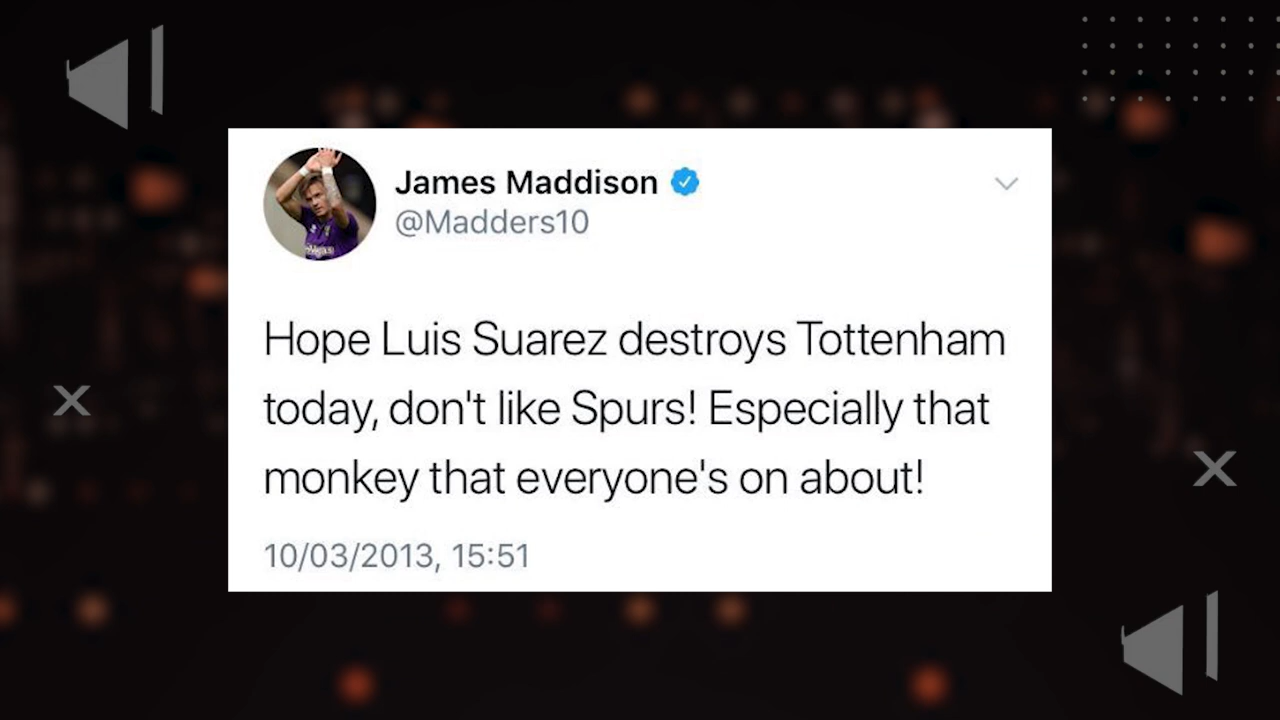 James Maddison
@Madders10
Hope Luis Suarez destroys Tottenham
today, don't like Spurs! Especially that
monkey that everyone's on about!
10/03/2013, 15:51